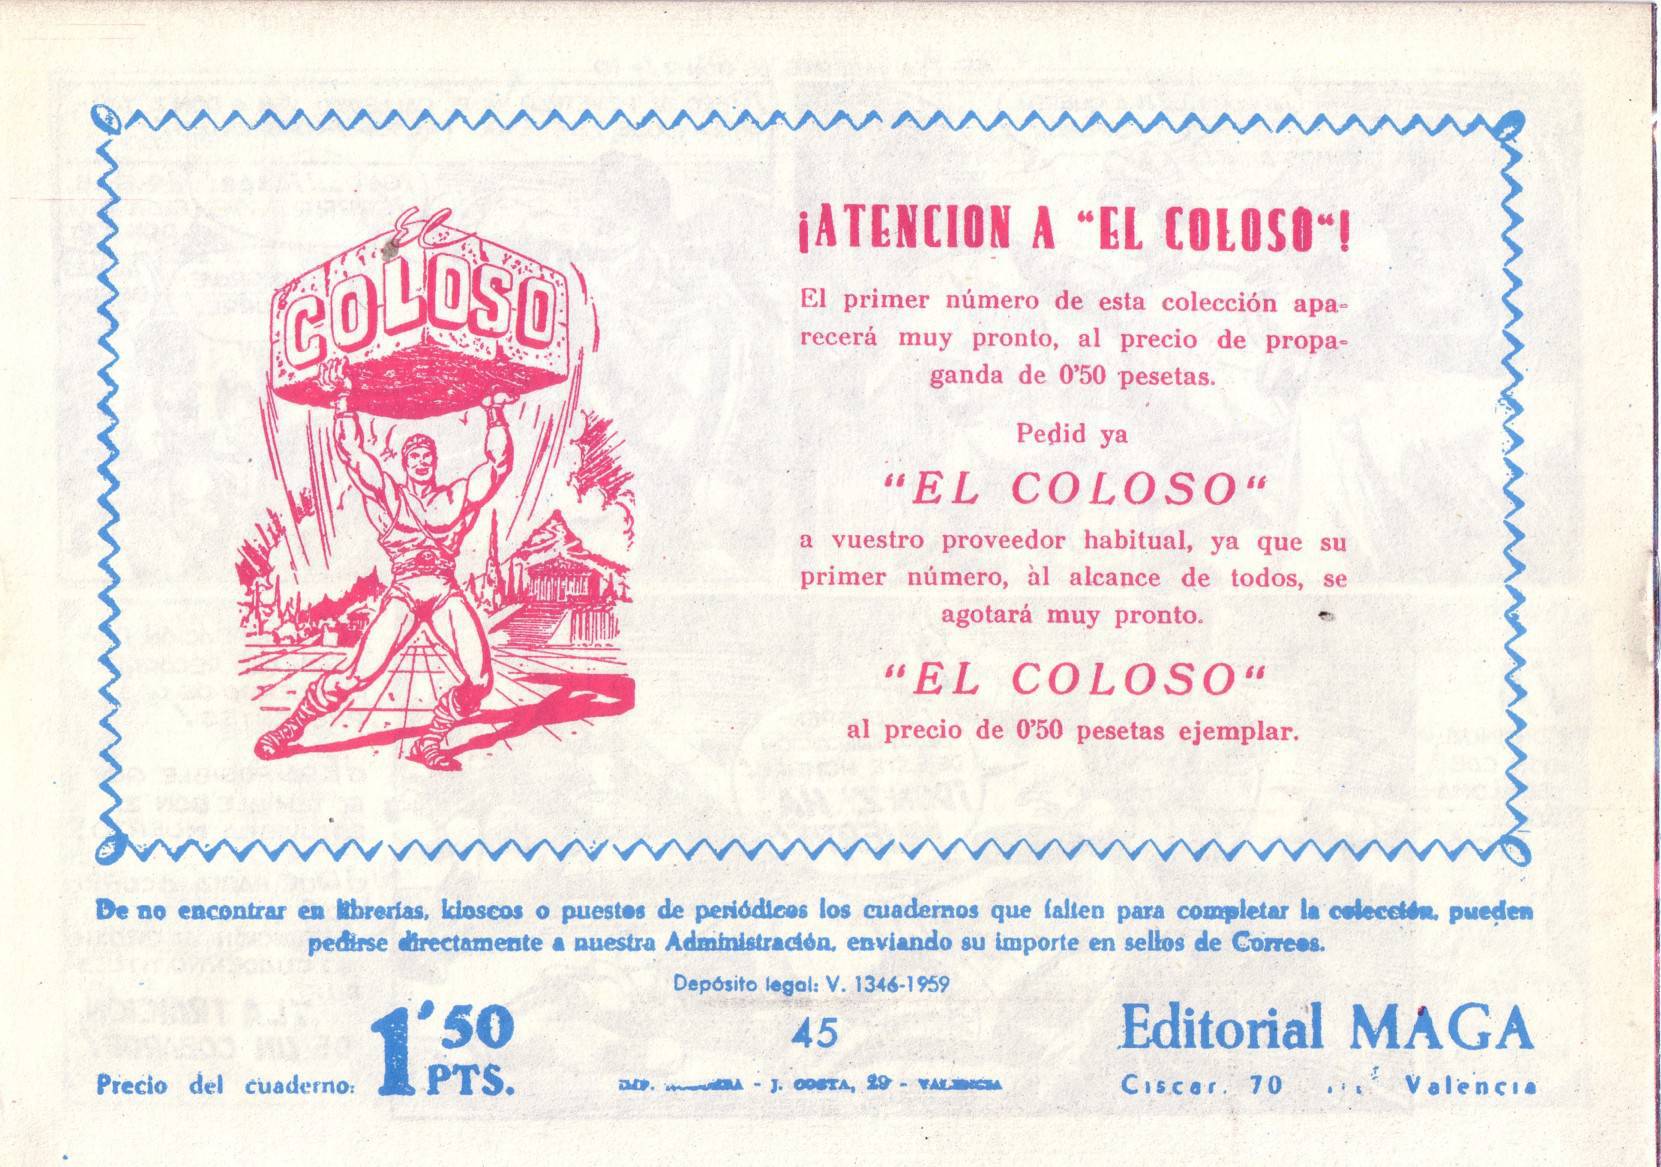 El
COLOSO
¡ATENCION A “EL COLOSO“!
El primer número de esta colección apa-
recerá muy pronto, al precio de propa-
ganda de 0'50 pesetas.
Pedid ya
“EL COLOSO“
a vuestro proveedor habitual, ya que su
primer número, àl alcance de todos, se
agotará muy pronto.
“EL COLOSO“
al precio de 0'50 pesetas ejemplar.
De no encontrar en librerías, kioscos o puestos de periódicos los cuadernos que falten para completar la colección, pueden
pedirse directamente a nuestra Administración, enviando su importe en sellos de Correos.
Depósito legal: V. 1346-1959
Precio del cuaderno: 1'50 PTS.
45
IMP. - J. COSTA, 29 - VALENCIA
Editorial MAGA
Ciscar, 70 Valencia